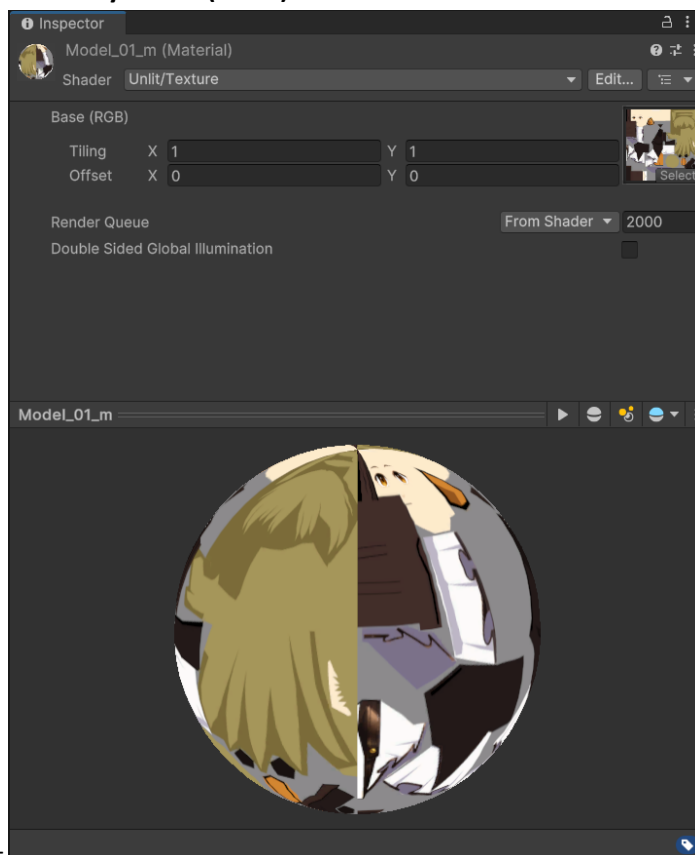 Inspector
Model_01_m (Material)
Shader Unlit/Texture Edit...
Base (RGB)
Tiling X 1 Y 1
Offset X 0 Y 0
Select
Render Queue From Shader 2000
Double Sided Global Illumination
Model_01_m